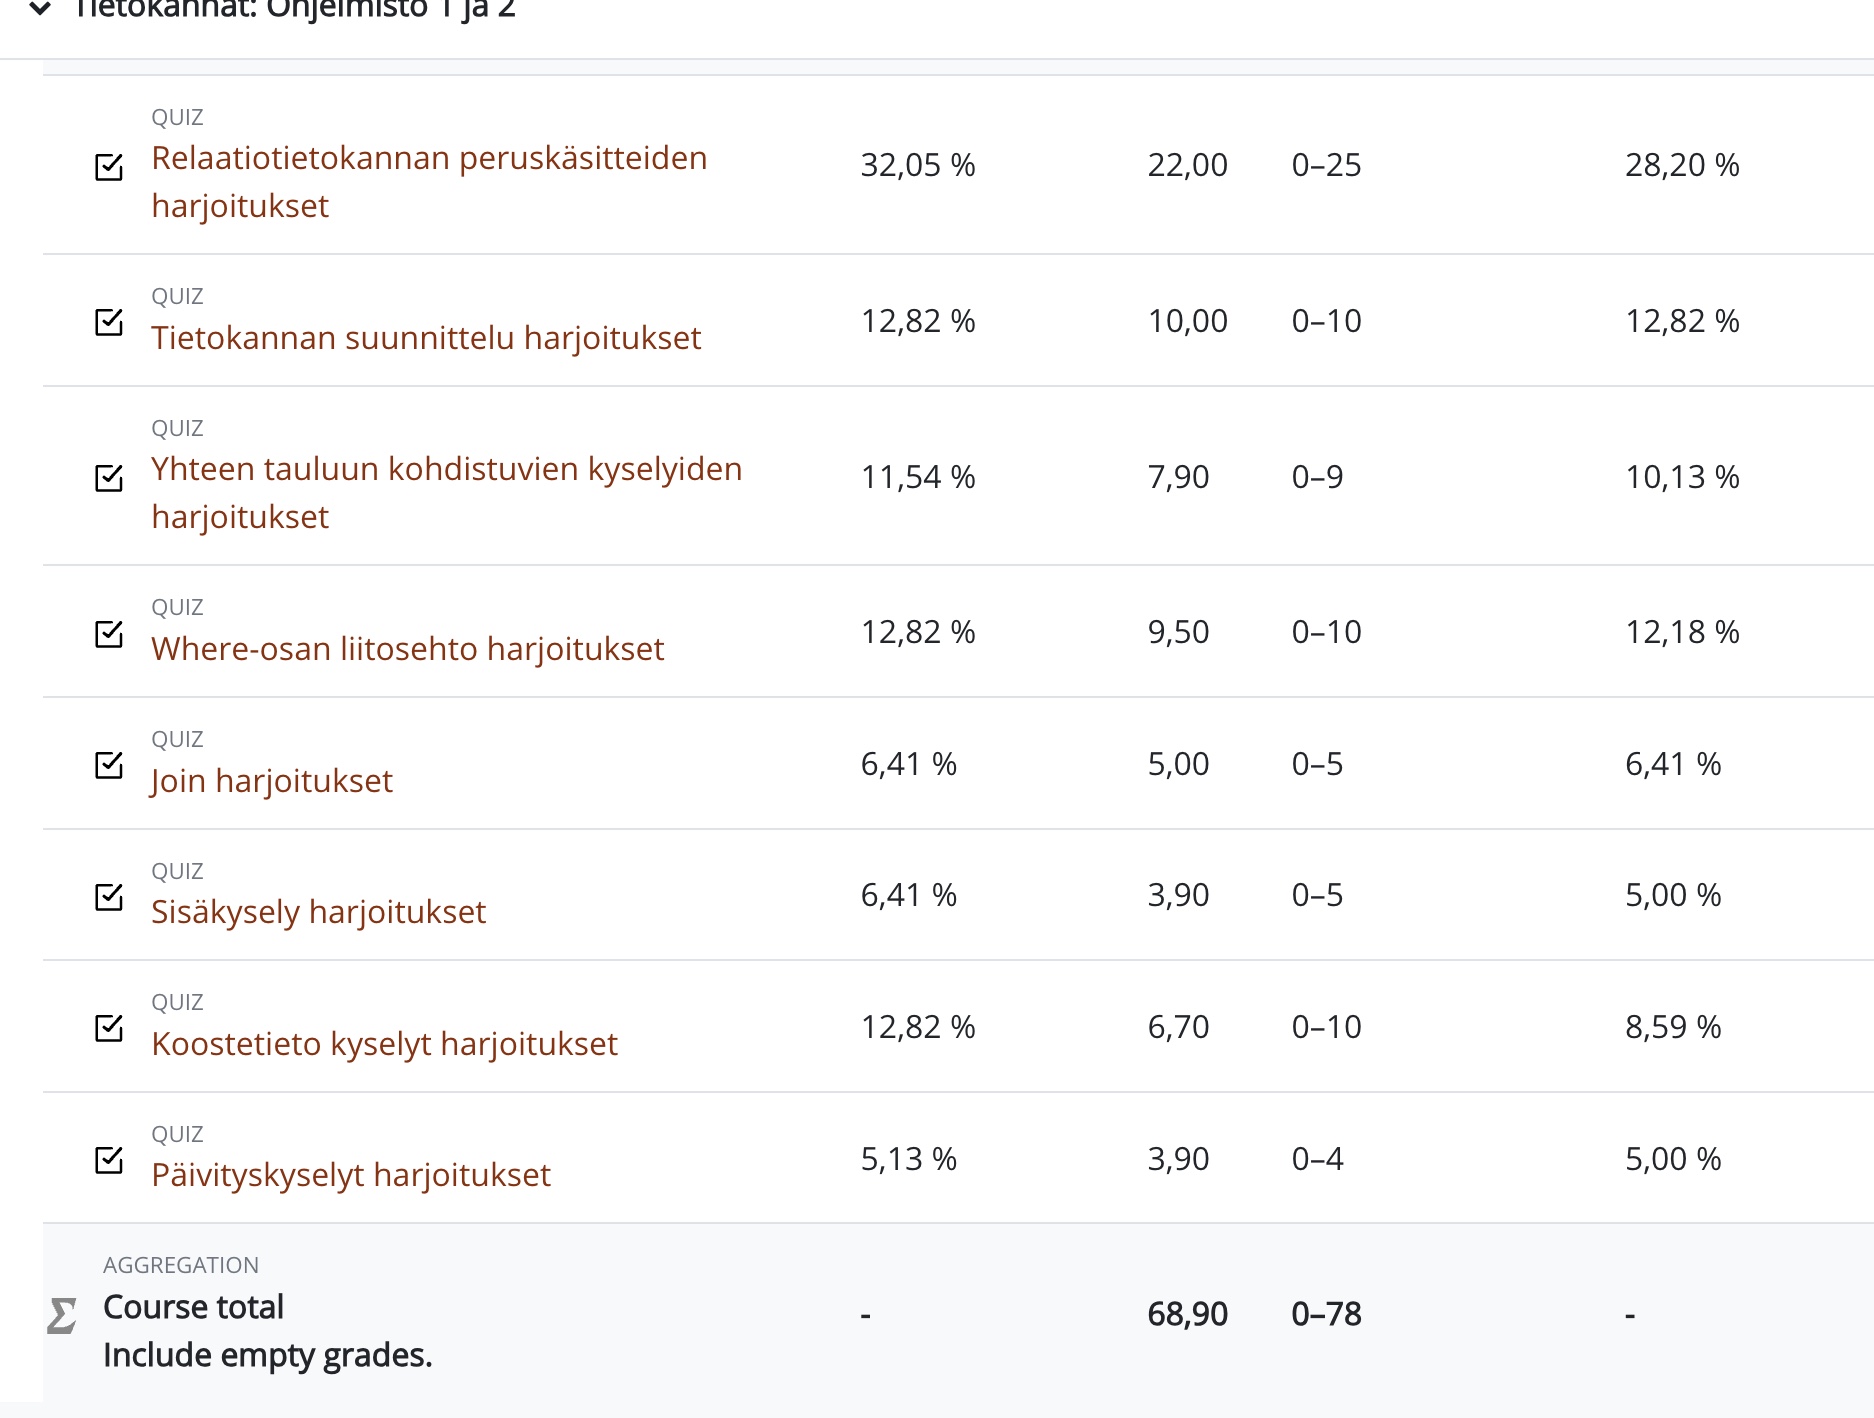 Tietokannat: Ohjelmisto 1 ja 2
QUIZ
Relaatiotietokannan peruskäsitteiden
harjoitukset
32,05 % 22,00 0–25 28,20 %
QUIZ
Tietokannan suunnittelu harjoitukset
12,82 % 10,00 0–10 12,82 %
QUIZ
Yhteen tauluun kohdistuvien kyselyiden
harjoitukset
11,54 % 7,90 0–9 10,13 %
QUIZ
Where-osan liitosehto harjoitukset
12,82 % 9,50 0–10 12,18 %
QUIZ
Join harjoitukset
6,41 % 5,00 0–5 6,41 %
QUIZ
Sisäkysely harjoitukset
6,41 % 3,90 0–5 5,00 %
QUIZ
Koostetieto kyselyt harjoitukset
12,82 % 6,70 0–10 8,59 %
QUIZ
Päivityskyselyt harjoitukset
5,13 % 3,90 0–4 5,00 %
AGGREGATION
Σ Course total
Include empty grades.
- 68,90 0–78 -